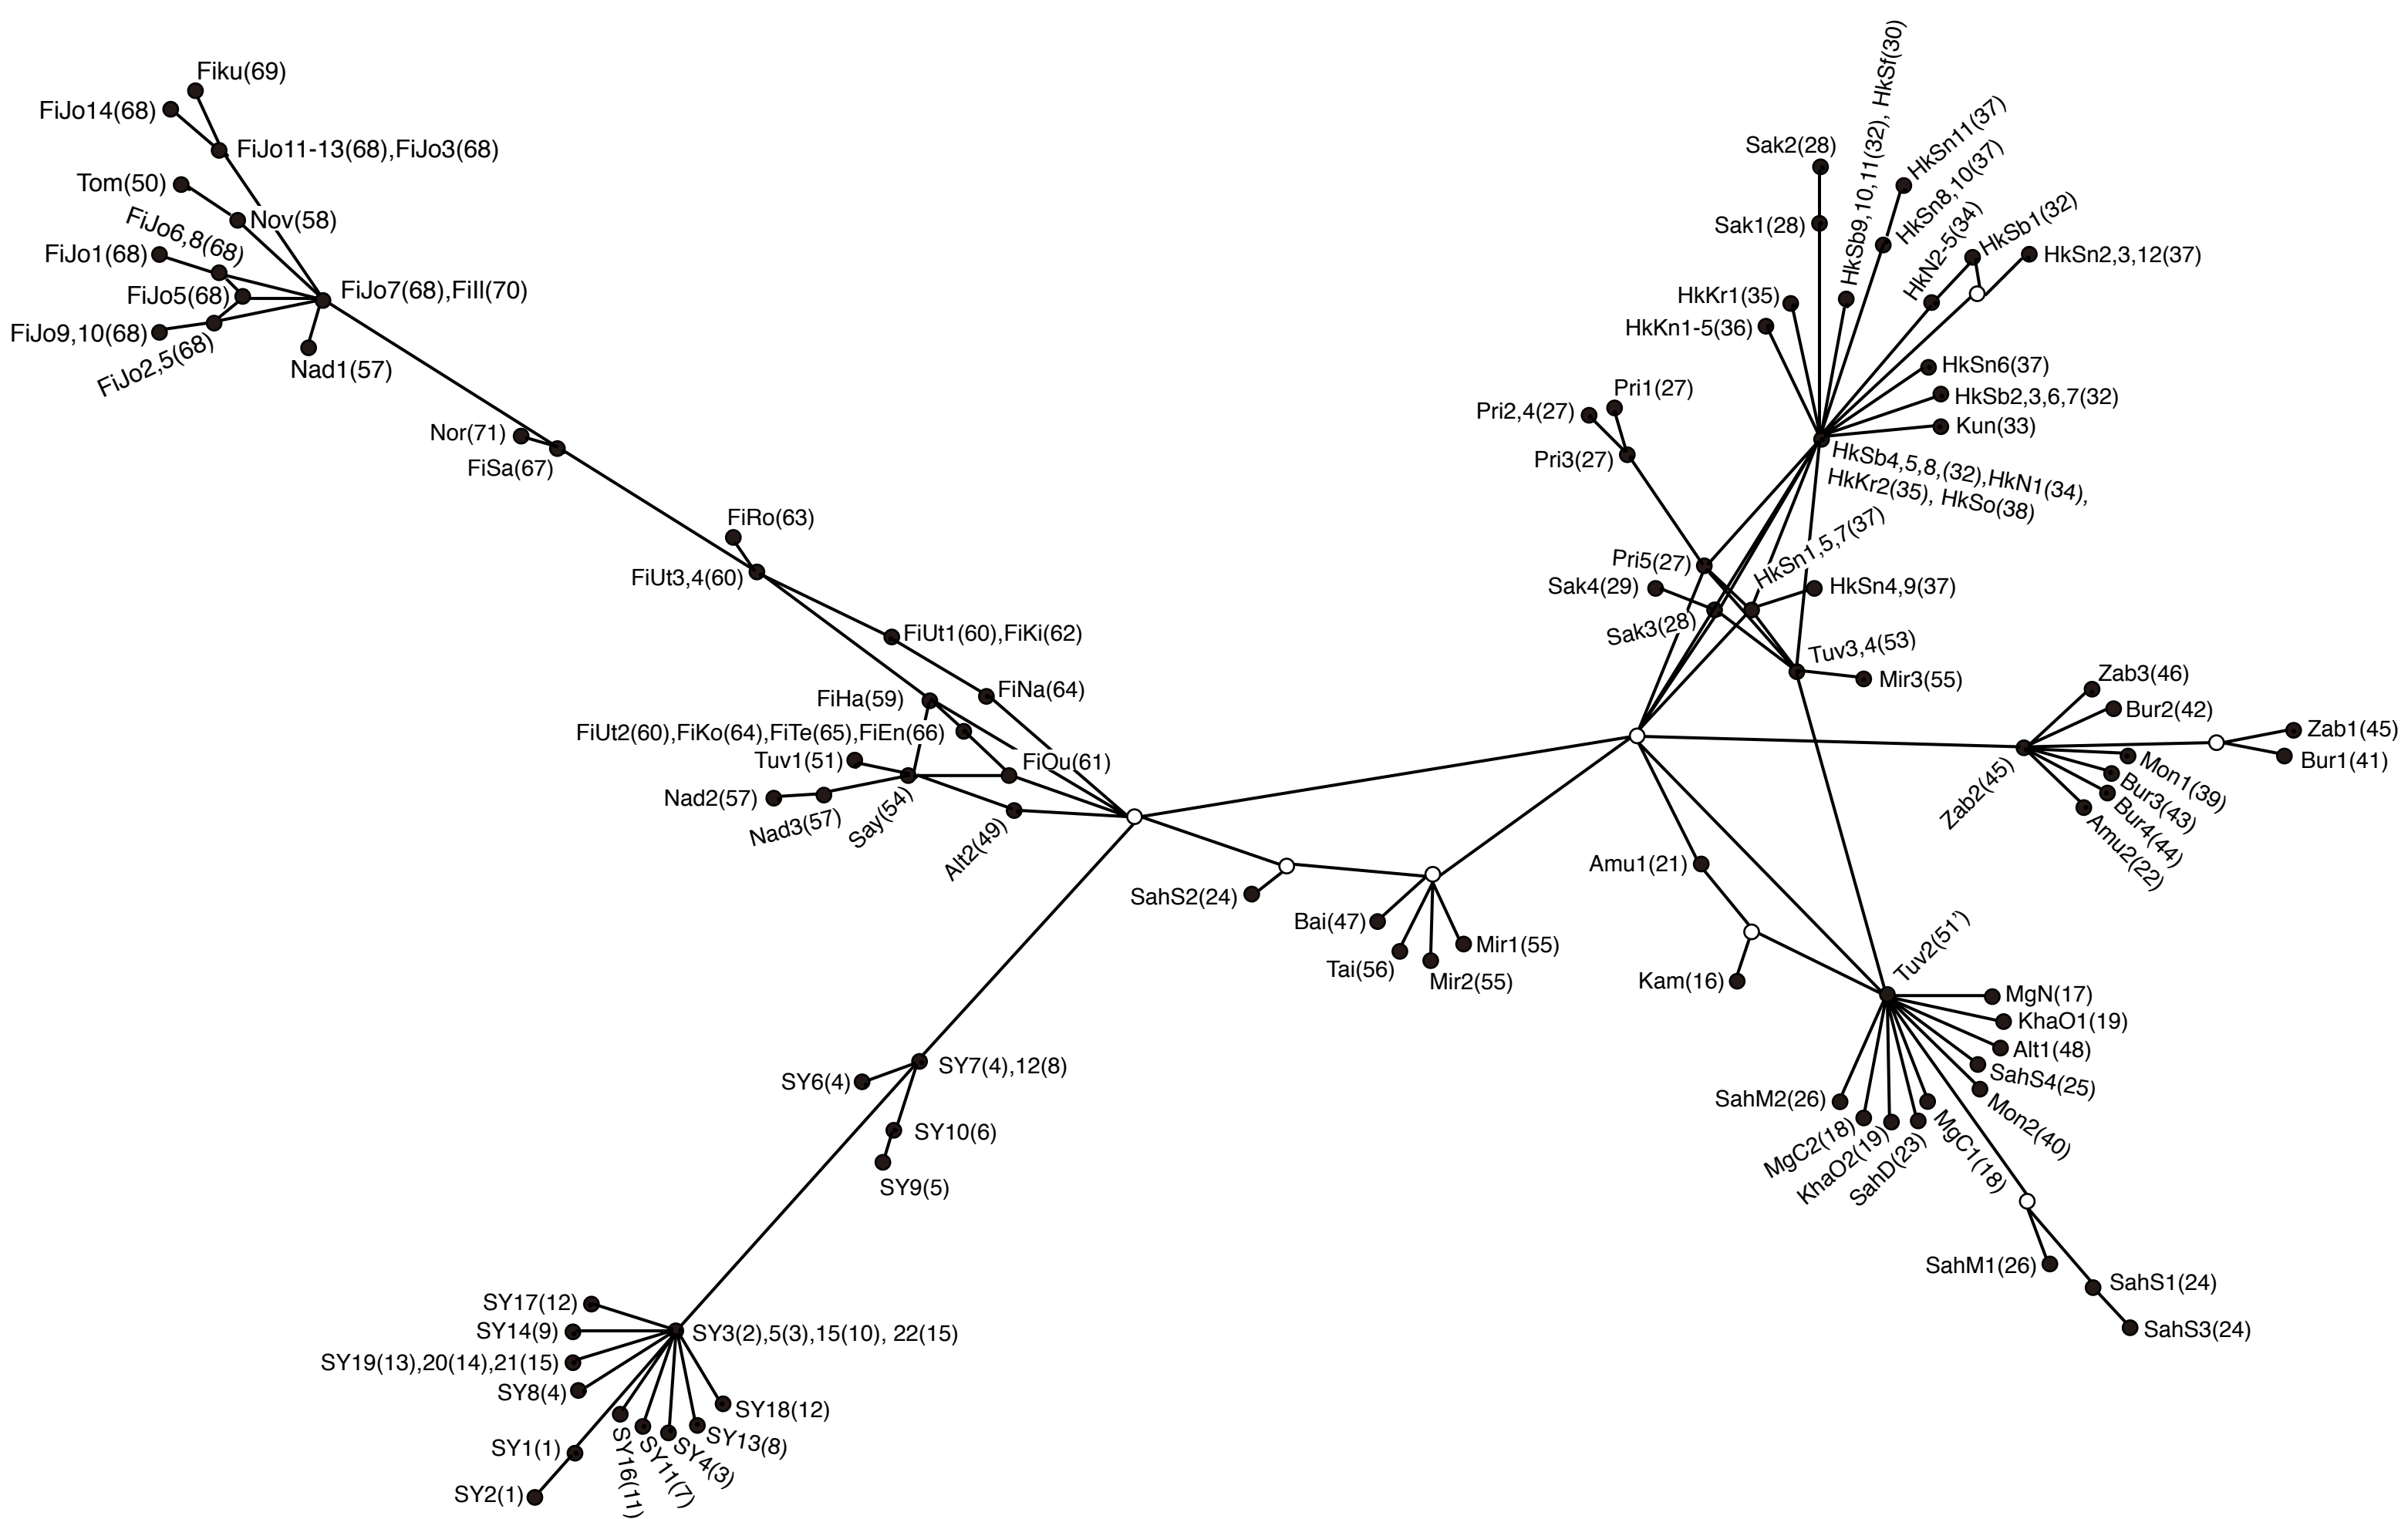 Fiku(69)
FiJo14(68)
FiJo11-13(68),FiJo3(68)
Tom(50)
Nov(58)
FiJo6,8(68)
FiJo1(68)
FiJo5(68)
FiJo7(68),FiIl(70)
FiJo9,10(68)
FiJo2,5(68)
Nad1(57)
Nor(71)
FiSa(67)
FiRo(63)
FiUt3,4(60)
FiUt1(60),FiKi(62)
FiHa(59)
FiNa(64)
FiUt2(60),FiKo(64),FiTe(65),FiEn(66)
Tuv1(51)
FiOu(61)
Nad2(57)
Nad3(57)
Say(54)
Alt2(49)
SahS2(24)
Bai(47)
Tai(56)
Mir2(55)
Mir1(55)
SY6(4)
SY7(4),12(8)
SY10(6)
SY9(5)
SY17(12)
SY14(9)
SY3(2),5(3),15(10), 22(15)
SY19(13),20(14),21(15)
SY8(4)
SY18(12)
SY13(8)
SY4(3)
SY11(7)
SY16(11)
SY1(1)
SY2(1)
Sak2(28)
Sak1(28)
HkSb9,10,11(32), HkSf(30)
HkSn11(37)
HkSn8,10(37)
HkN2-5(34)
HkSb1(32)
HkSn2,3,12(37)
HkKr1(35)
HkKn1-5(36)
HkSn6(37)
HkSb2,3,6,7(32)
Kun(33)
HkSb4,5,8,(32),HkN1(34),
HkKr2(35), HkSo(38)
Pri1(27)
Pri2,4(27)
Pri3(27)
Pri5(27)
HkSn1,5,7(37)
Sak4(29)
HkSn4,9(37)
Sak3(28)
Tuv3,4(53)
Mir3(55)
Zab3(46)
Bur2(42)
Zab1(45)
Bur1(41)
Zab2(45)
Mon1(39)
Bur3(43)
Bur4(44)
Amu2(22)
Amu1(21)
Kam(16)
Tuv2(51’)
MgN(17)
KhaO1(19)
Alt1(48)
SahS4(25)
Mon2(40)
SahM2(26)
MgC2(18)
KhaO2(19)
SahD(23)
MgC1(18)
SahM1(26)
SahS1(24)
SahS3(24)